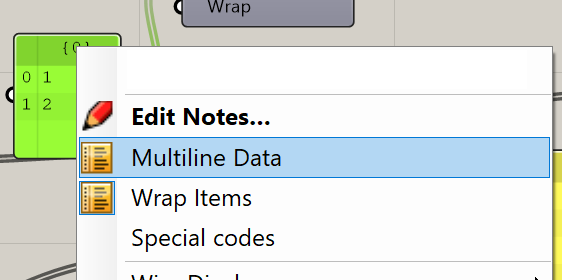 Wrap
{0}
0 1
1 2
Edit Notes...
Multiline Data
Wrap Items
Special codes